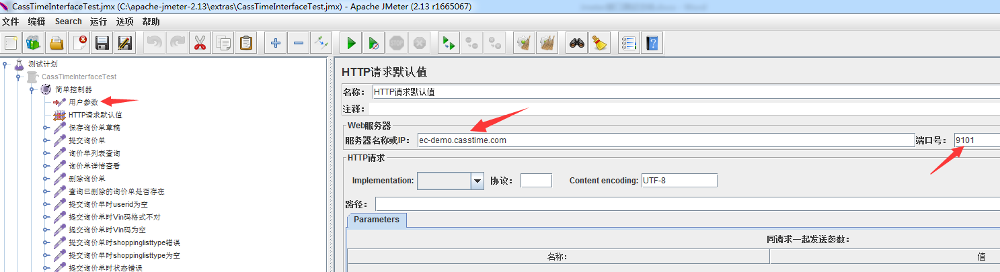 CassTimeInterfaceTest.jmx (C:\apache-jmeter-2.13\extras\CassTimeInterfaceTest.jmx) - Apache JMeter (2.13 r1665067)
文件 编辑 Search 运行 选项 帮助
STOP
测试计划
CassTimeInterfaceTest
简单控制器
用户参数
HTTP请求默认值
保存询价单草稿
提交询价单
询价单列表查询
询价单详情查看
删除询价单
查询已删除的询价单是否存在
提交询价单时userid为空
提交询价单时Vin码格式不对
提交询价单时Vin码为空
提交询价单时shoppinglisttype错误
提交询价单时shoppinglisttype为空
提交询价单时状态错误
HTTP请求默认值
名称: HTTP请求默认值
注释:
Web服务器
服务器名称或IP: ec-demo.casstime.com 端口号: 9101
HTTP请求
Implementation: 协议: Content encoding: UTF-8
路径:
Parameters
同请求一起发送参数:
名称: 值